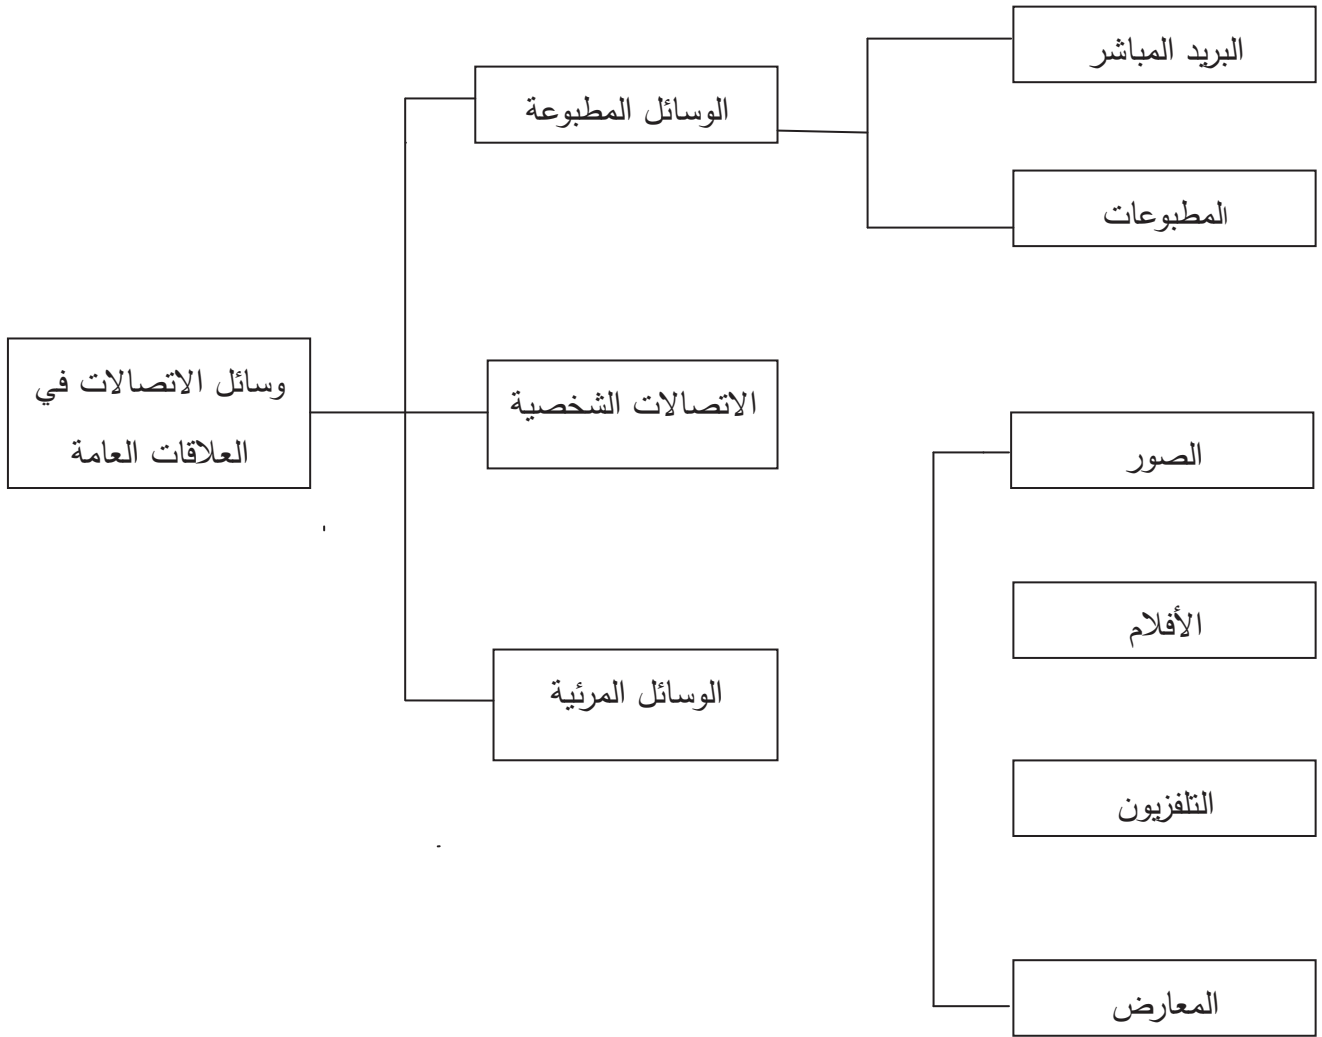 البريد المباشر
الوسائل المطبوعة
المطبوعات
وسائل الاتصالات في
العلاقات العامة
الاتصالات الشخصية
الصور
الأفلام
الوسائل المرئية
التلفزيون
المعارض